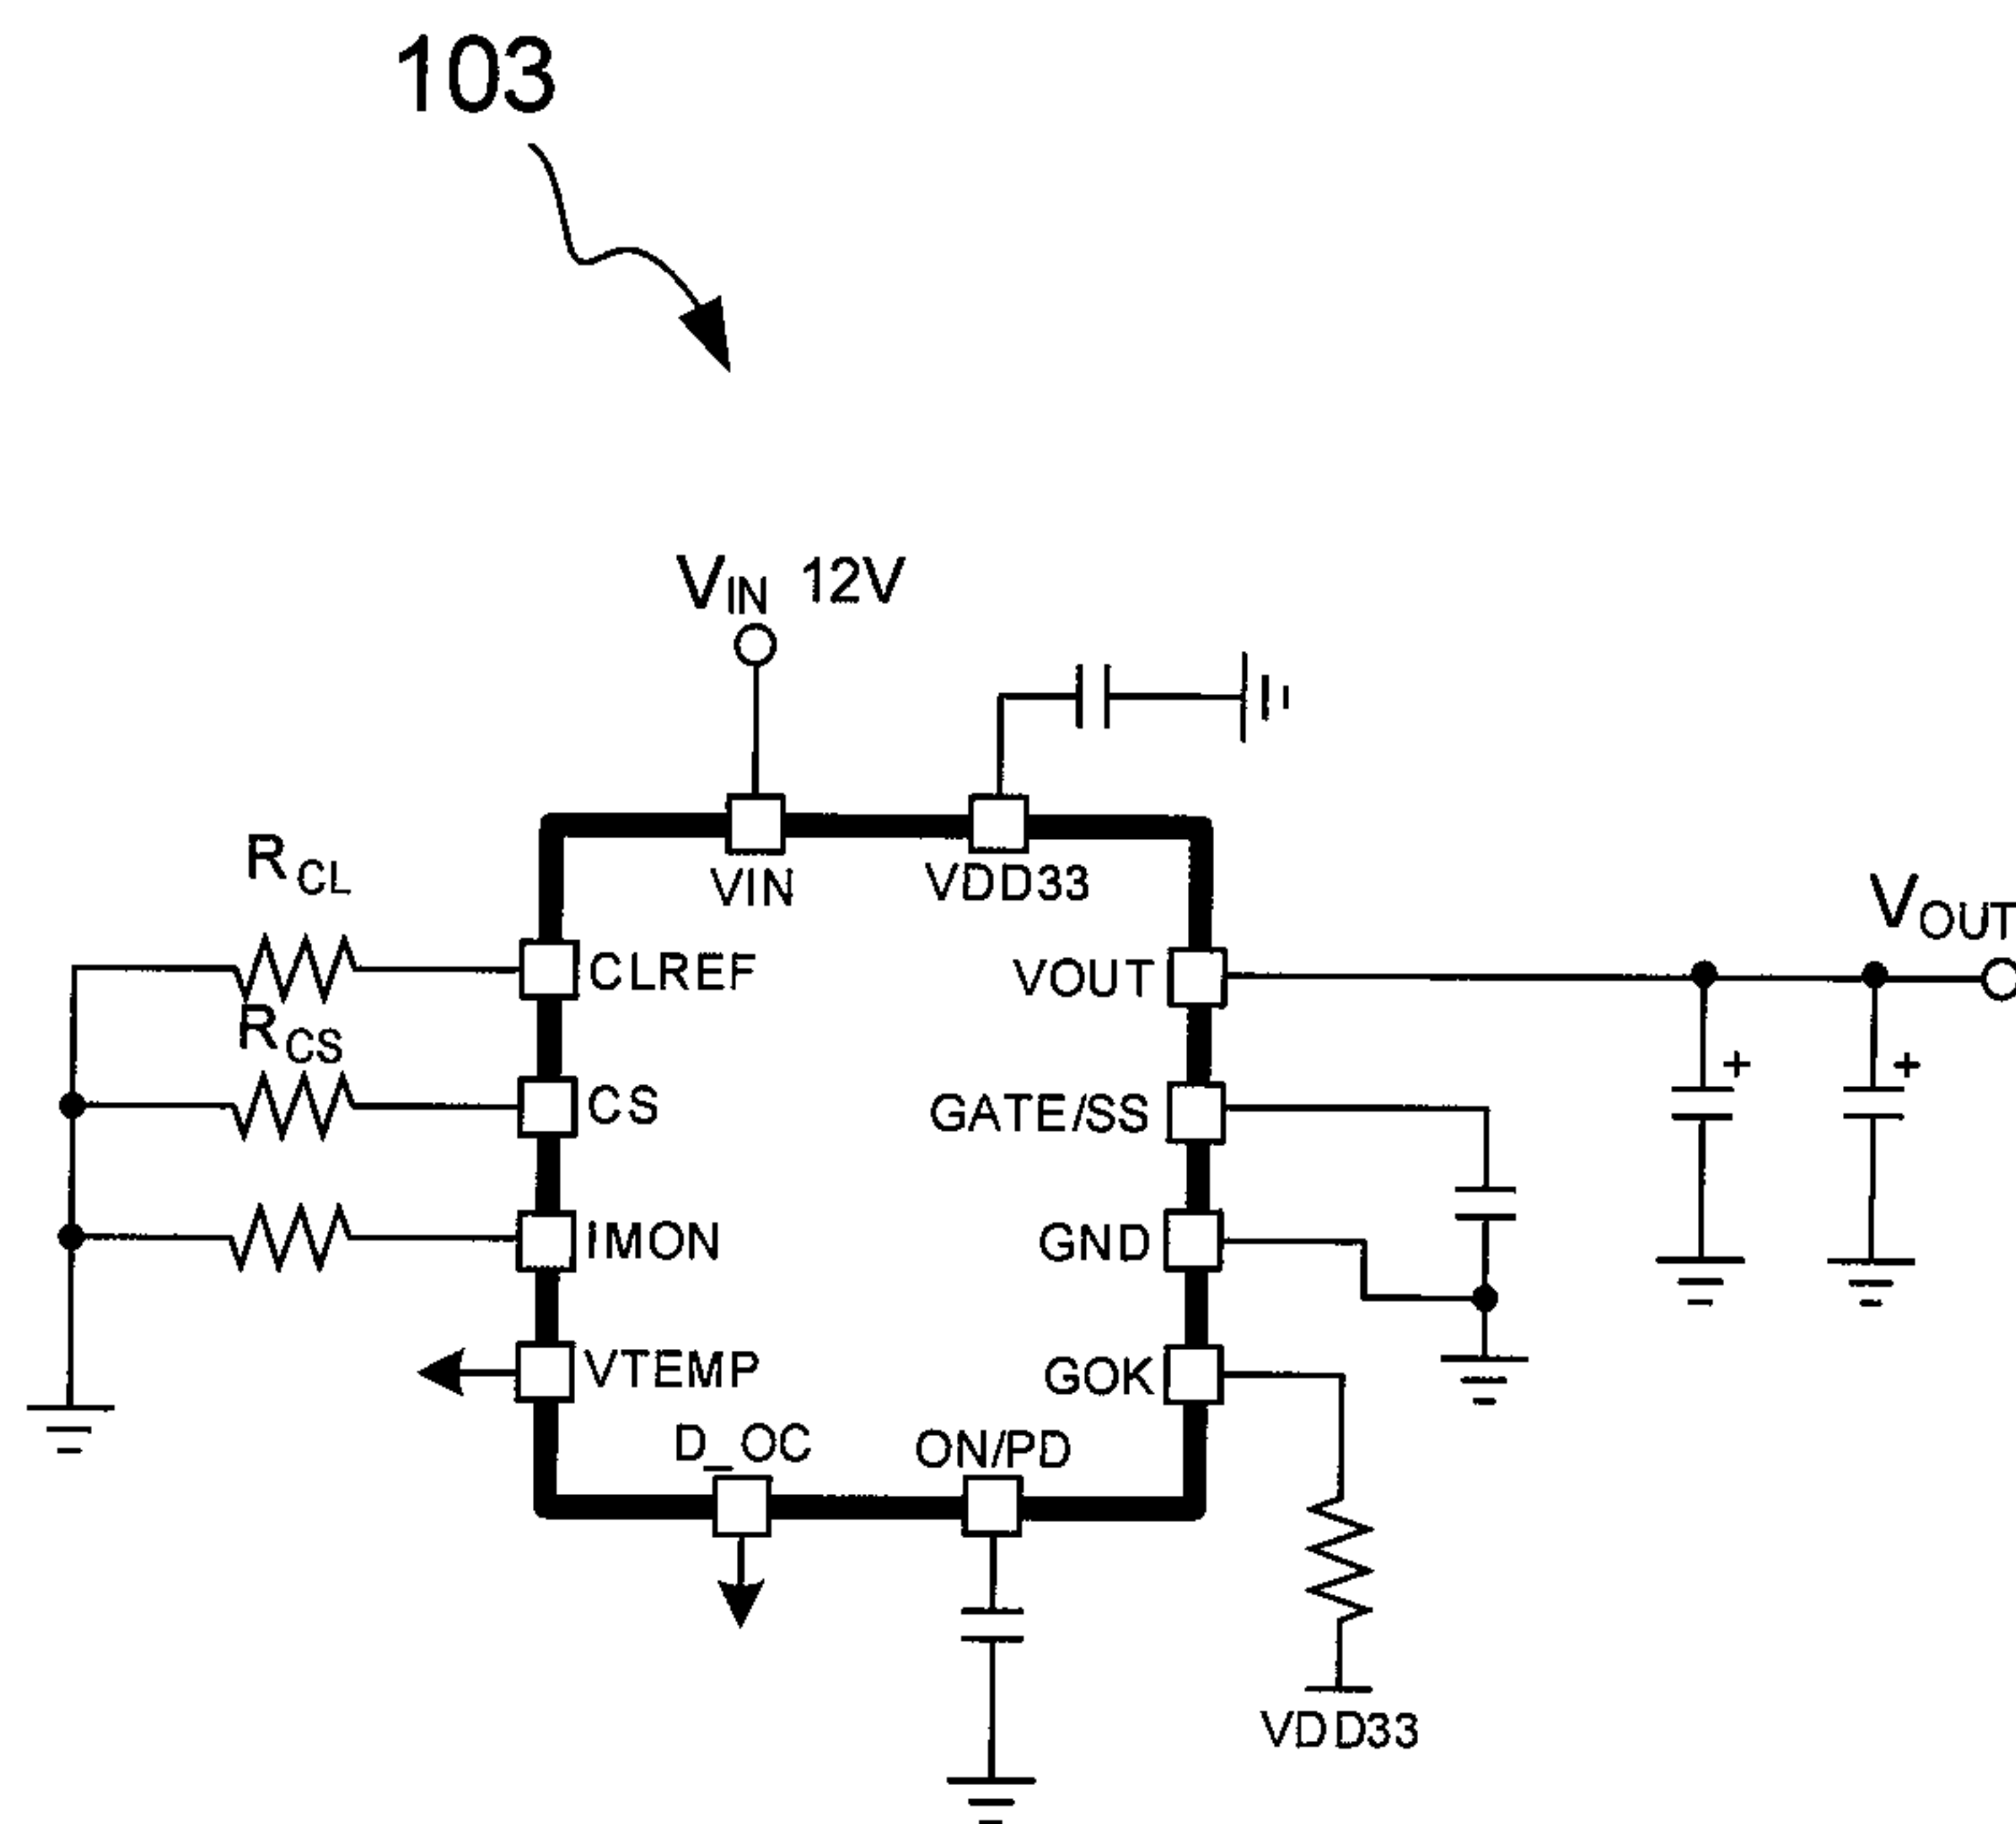 103
VIN 12V
VIN
VDD33
RCL
CLREF
VOUT
VOUT
RCS
CS
GATE/SS
+
+
IMON
GND
VTEMP
GOK
D_OC
ON/PD
VDD33